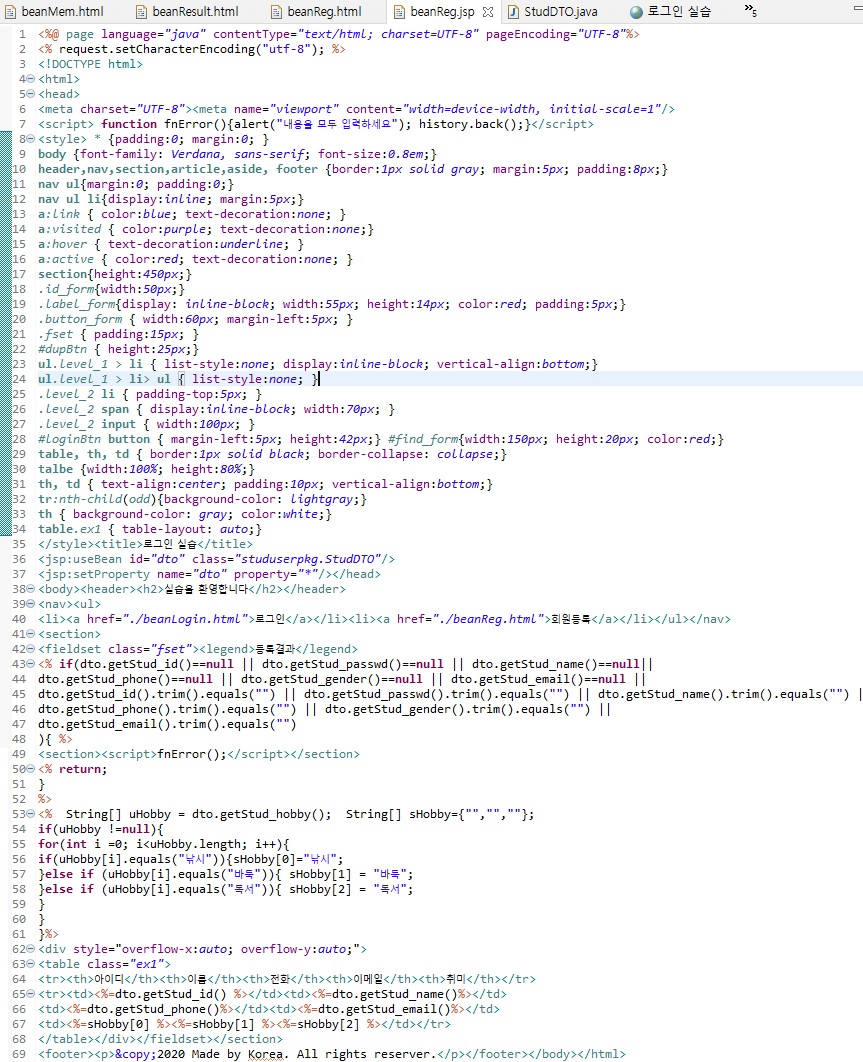 beanMem.html beanResult.html beanReg.html beanReg.jsp StudDTO.java 로그인 실습 »5
1 <%@ page language="java" contentType="text/html; charset=UTF-8" pageEncoding="UTF-8"%>
2 <% request.setCharacterEncoding("utf-8"); %>
3 <!DOCTYPE html>
4 <html>
5 <head>
6 <meta charset="UTF-8"><meta name="viewport" content="width=device-width, initial-scale=1"/>
7 <script> function fnError(){alert("내용을 모두 입력하세요"); history.back();}</script>
8 <style> * {padding:0; margin:0; }
9 body {font-family: Verdana, sans-serif; font-size:0.8em;}
10 header,nav,section,article,aside, footer {border:1px solid gray; margin:5px; padding:8px;}
11 nav ul{margin:0; padding:0;}
12 nav ul li{display:inline; margin:5px;}
13 a:link { color:blue; text-decoration:none; }
14 a:visited { color:purple; text-decoration:none;}
15 a:hover { text-decoration:underline; }
16 a:active { color:red; text-decoration:none; }
17 section{height:450px;}
18 .id_form{width:50px;}
19 .label_form{display: inline-block; width:55px; height:14px; color:red; padding:5px;}
20 .button_form { width:60px; margin-left:5px; }
21 .fset { padding:15px; }
22 #dupBtn { height:25px;}
23 ul.level_1 > li { list-style:none; display:inline-block; vertical-align:bottom;}
24 ul.level_1 > li> ul { list-style:none; }
25 .level_2 li { padding-top:5px; }
26 .level_2 span { display:inline-block; width:70px; }
27 .level_2 input { width:100px; }
28 #loginBtn button { margin-left:5px; height:42px;} #find_form{width:150px; height:20px; color:red;}
29 table, th, td { border:1px solid black; border-collapse: collapse;}
30 talbe {width:100%; height:80%;}
31 th, td { text-align:center; padding:10px; vertical-align:bottom;}
32 tr:nth-child(odd){background-color: lightgray;}
33 th { background-color: gray; color:white;}
34 table.ex1 { table-layout: auto;}
35 </style><title>로그인 실습</title>
36 <jsp:useBean id="dto" class="studuserpkg.StudDTO"/>
37 <jsp:setProperty name="dto" property="*"/></head>
38 <body><header><h2>실습을 환영합니다</h2></header>
39 <nav><ul>
40 <li><a href="./beanLogin.html">로그인</a></li><li><a href="./beanReg.html">회원등록</a></li></ul></nav>
41 <section>
42 <fieldset class="fset"><legend>등록결과</legend>
43 <% if(dto.getStud_id()==null || dto.getStud_passwd()==null || dto.getStud_name()==null||
44 dto.getStud_phone()==null || dto.getStud_gender()==null || dto.getStud_email()==null ||
45 dto.getStud_id().trim().equals("") || dto.getStud_passwd().trim().equals("") || dto.getStud_name().trim().equals("") |
46 dto.getStud_phone().trim().equals("") || dto.getStud_gender().trim().equals("") ||
47 dto.getStud_email().trim().equals("")
48 ){ %>
49 <section><script>fnError();</script></section>
50 <% return;
51 }
52 %>
53 <% String[] uHobby = dto.getStud_hobby(); String[] sHobby={"","",""};
54 if(uHobby !=null){
55 for(int i =0; i<uHobby.length; i++){
56 if(uHobby[i].equals("낚시")){sHobby[0]="낚시";
57 }else if (uHobby[i].equals("바둑")){ sHobby[1] = "바둑";
58 }else if (uHobby[i].equals("독서")){ sHobby[2] = "독서";
59 }
60 }
61 }%>
62 <div style="overflow-x:auto; overflow-y:auto;">
63 <table class="ex1">
64 <tr><th>아이디</th><th>이름</th><th>전화</th><th>이메일</th><th>취미</th></tr>
65 <tr><td><%=dto.getStud_id() %></td><td><%=dto.getStud_name()%></td>
66 <td><%=dto.getStud_phone()%></td><td><%=dto.getStud_email()%></td>
67 <td><%=sHobby[0] %><%=sHobby[1] %><%=sHobby[2] %></td></tr>
68 </table></div></fieldset></section>
69 <footer><p>&copy;2020 Made by Korea. All rights reserver.</p></footer></body></html>